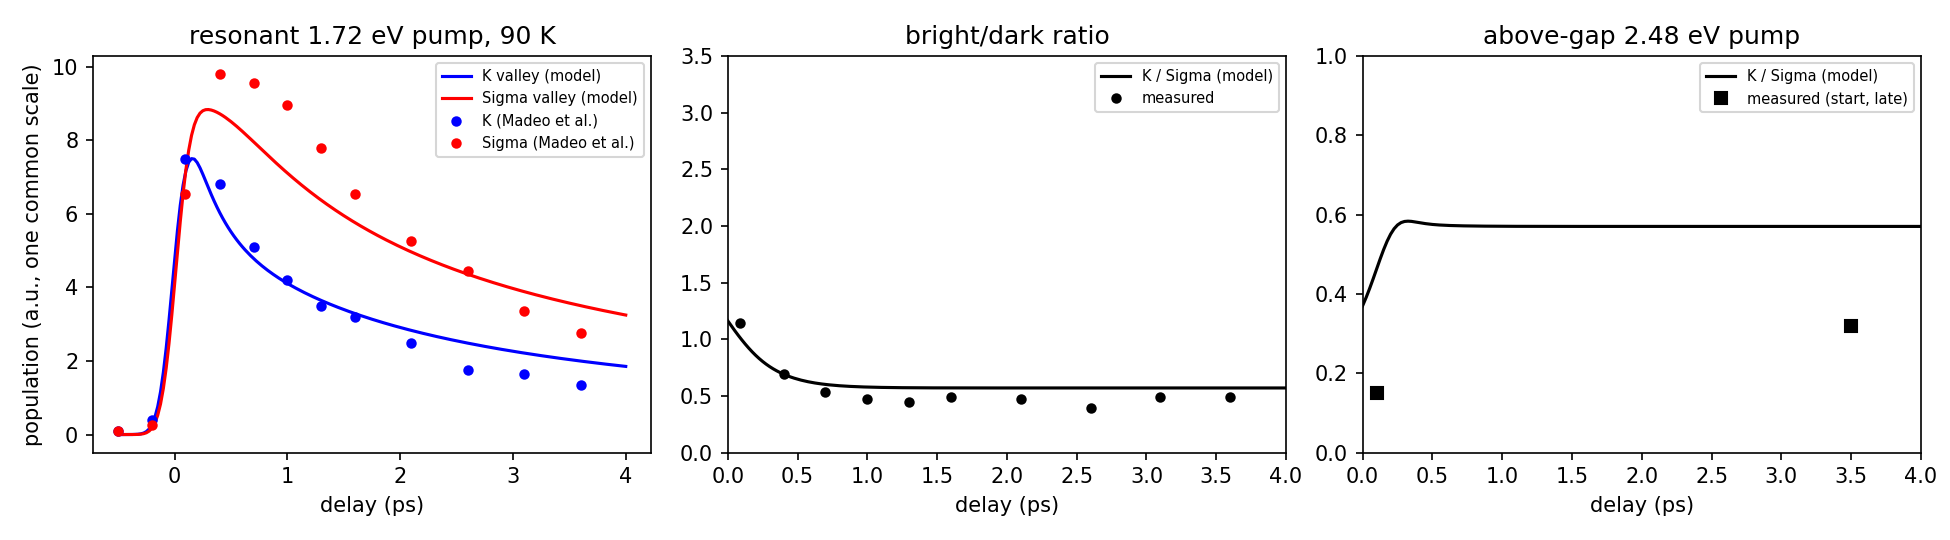 resonant 1.72 eV pump, 90 K
population (a.u., one common scale)
10
8
6
4
2
0
K valley (model)
Sigma valley (model)
K (Madeo et al.)
Sigma (Madeo et al.)
0 1 2 3 4
delay (ps)
bright/dark ratio
3.5
3.0
2.5
2.0
1.5
1.0
0.5
0.0
K / Sigma (model)
measured
0.0 0.5 1.0 1.5 2.0 2.5 3.0 3.5 4.0
delay (ps)
above-gap 2.48 eV pump
1.0
0.8
0.6
0.4
0.2
0.0
K / Sigma (model)
measured (start, late)
0.0 0.5 1.0 1.5 2.0 2.5 3.0 3.5 4.0
delay (ps)